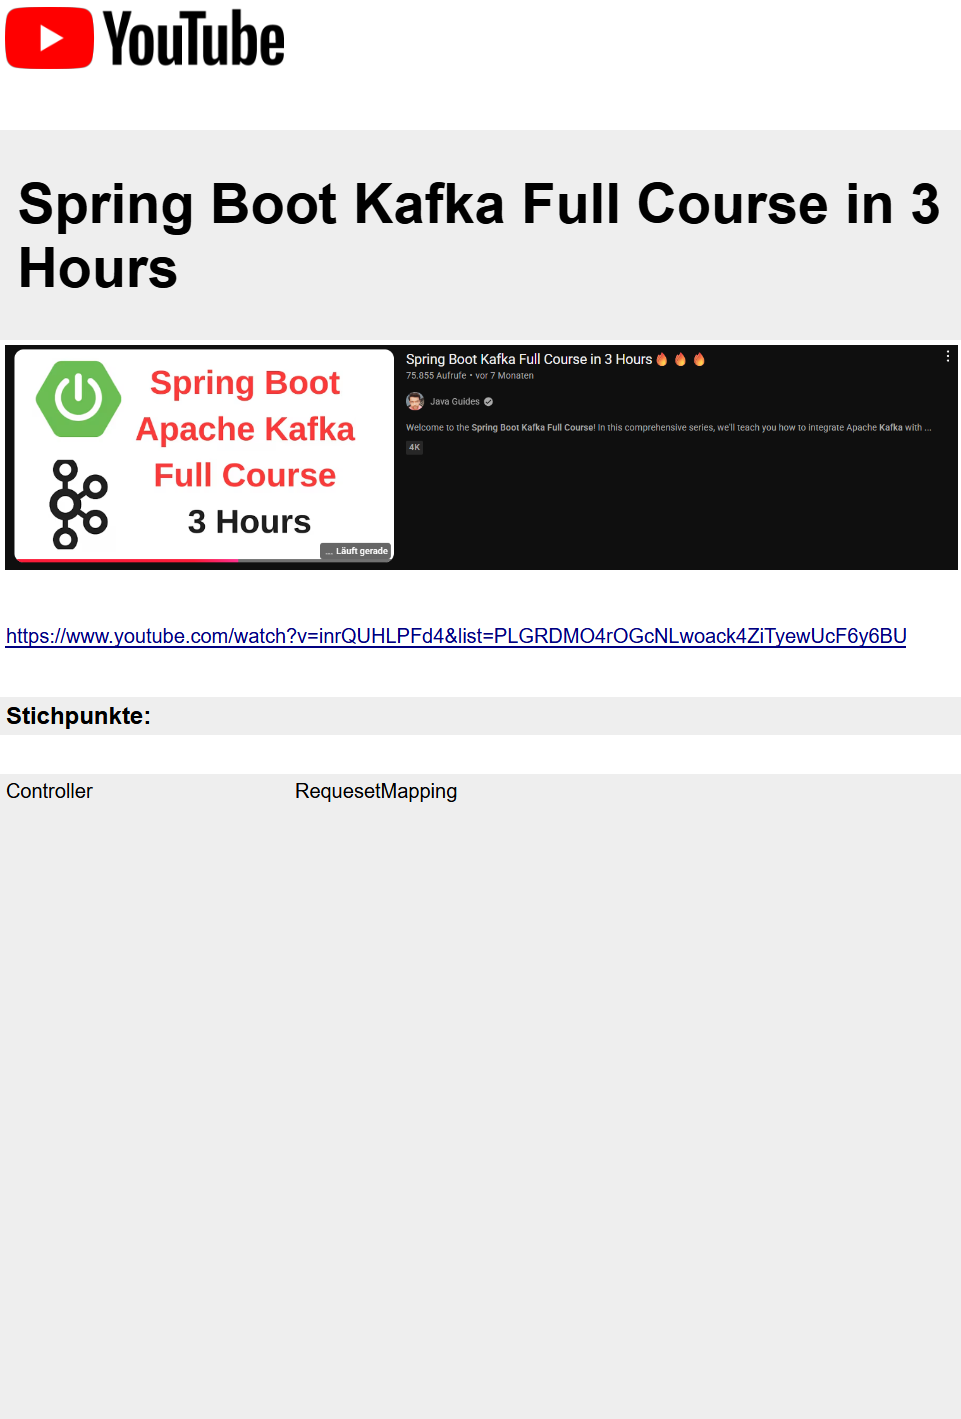 YouTube
Spring Boot Kafka Full Course in 3
Hours
Spring Boot
Apache Kafka
Full Course
3 Hours
... Läuft gerade
Spring Boot Kafka Full Course in 3 Hours🔥 🔥 🔥
75.855 Aufrufe • vor 7 Monaten
Java Guides
Welcome to the Spring Boot Kafka Full Course! In this comprehensive series, we'll teach you how to integrate Apache Kafka with ...
4K
https://www.youtube.com/watch?v=inrQUHLPFd4&list=PLGRDMO4rOGcNLwoack4ZiTyewUcF6y6BU
Stichpunkte:
Controller RequesetMapping